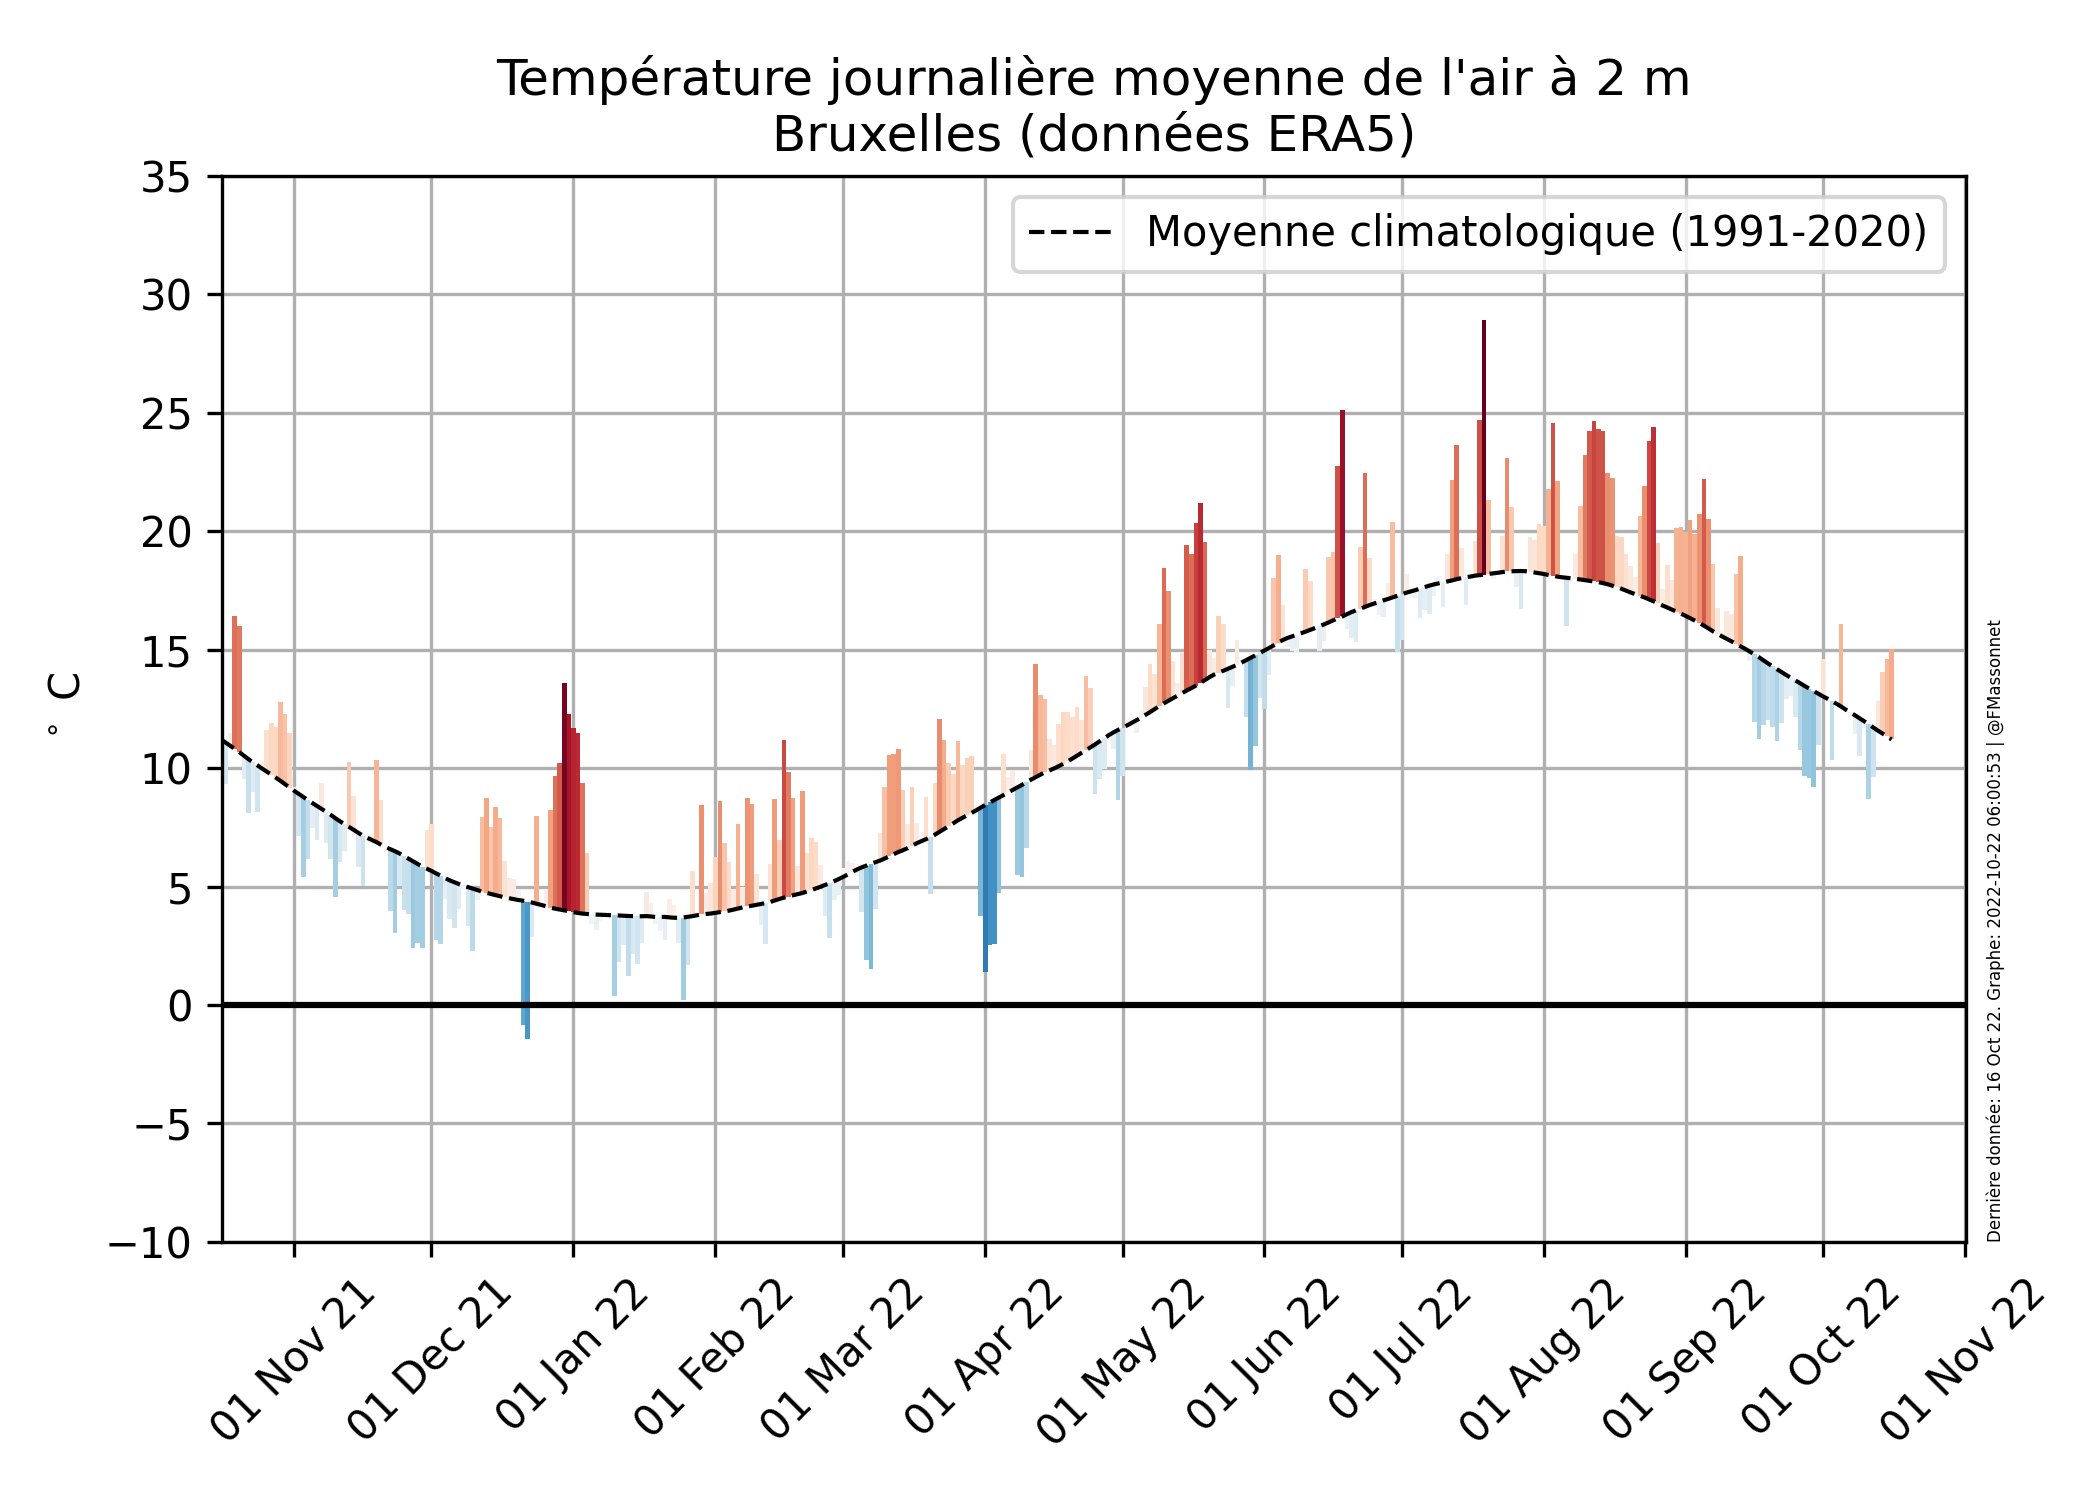 Température journalière moyenne de l'air à 2 m
Bruxelles (données ERA5)
Moyenne climatologique (1991-2020)
° C
35
30
25
20
15
10
5
0
−5
−10
01 Nov 21
01 Dec 21
01 Jan 22
01 Feb 22
01 Mar 22
01 Apr 22
01 May 22
01 Jun 22
01 Jul 22
01 Aug 22
01 Sep 22
01 Oct 22
01 Nov 22
Dernière donnée: 16 Oct 22. Graphe: 2022-10-22 06:00:53 | @FMassonnet